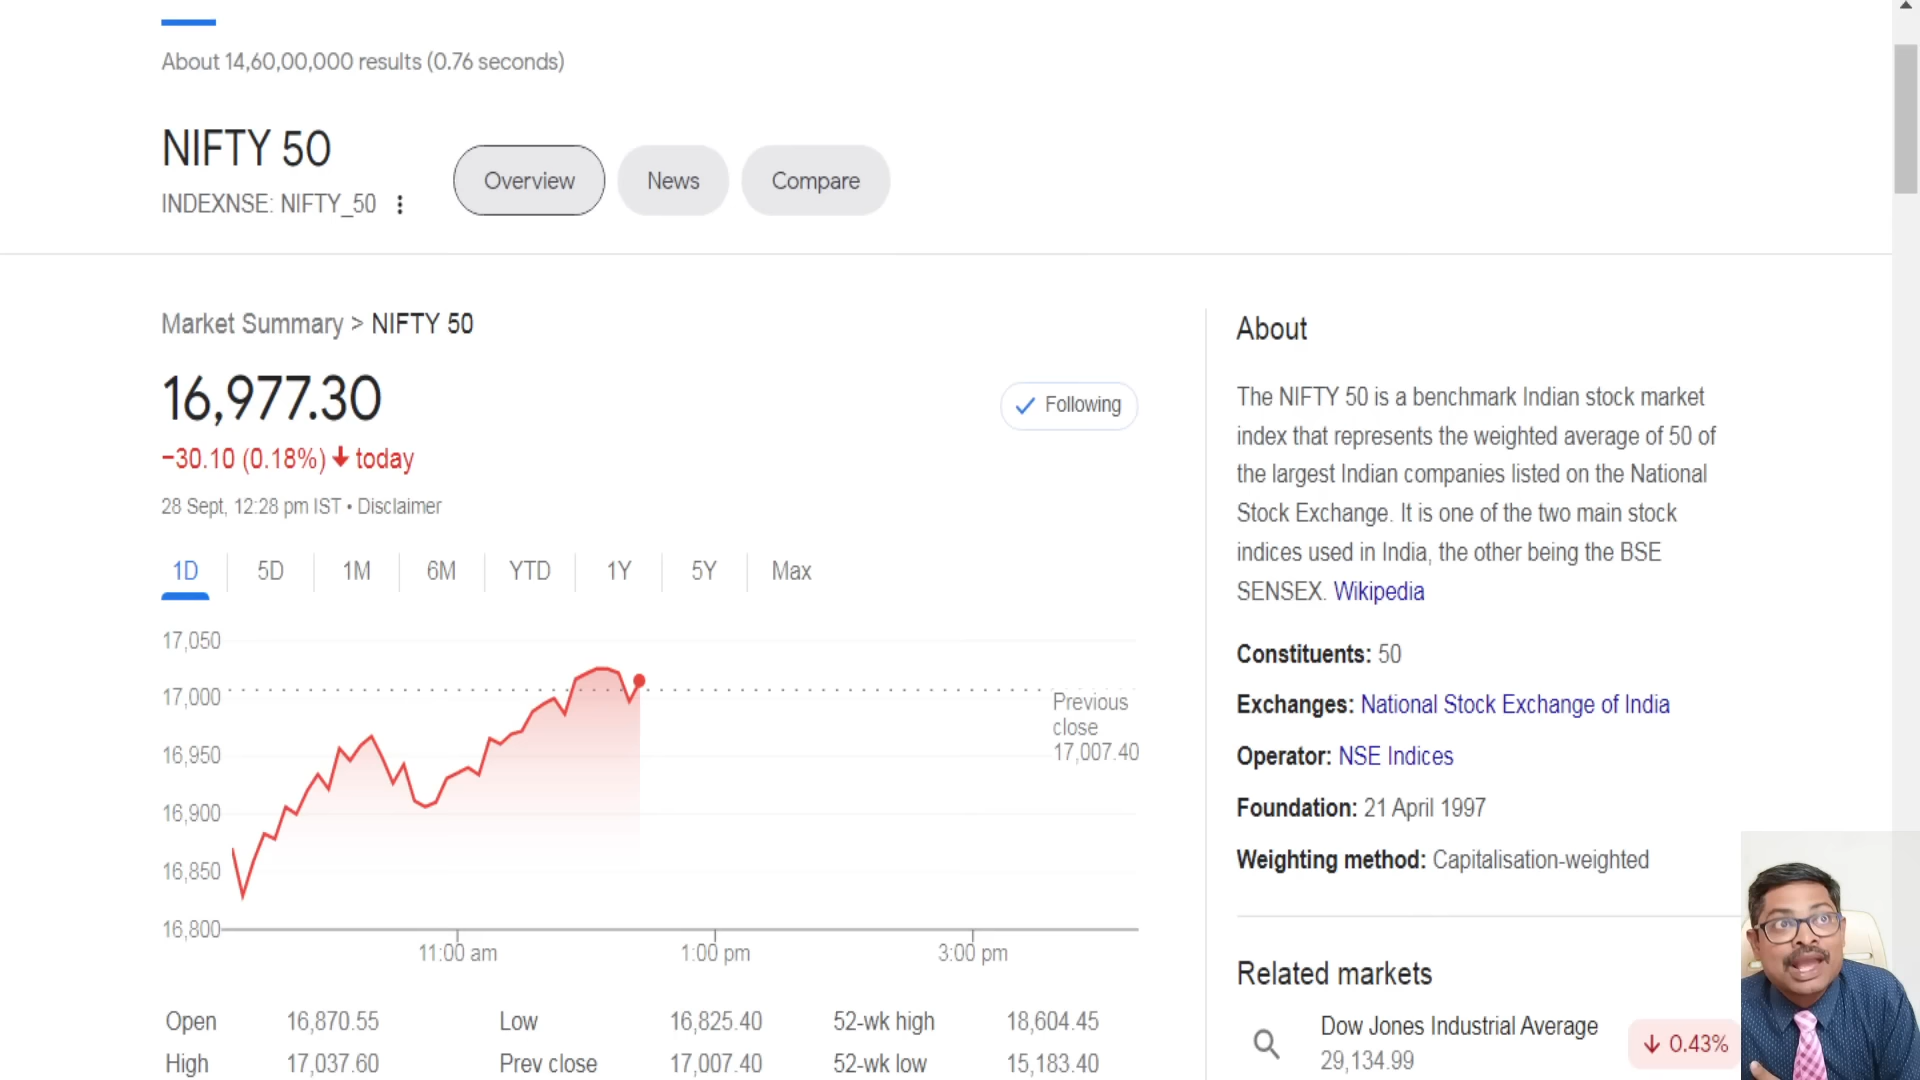 About 14,60,00,000 results (0.76 seconds)
NIFTY 50
INDEXNSE: NIFTY_50
Overview
News
Compare
Market Summary > NIFTY 50
16,977.30
−30.10 (0.18%) ↓ today
28 Sept, 12:28 pm IST • Disclaimer
Following
1D 5D 1M 6M YTD 1Y 5Y Max
17,050
17,000
16,950
16,900
16,850
16,800
Previous
close
17,007.40
11:00 am 1:00 pm 3:00 pm
Open 16,870.55 Low 16,825.40 52-wk high 18,604.45
High 17,037.60 Prev close 17,007.40 52-wk low 15,183.40
About
The NIFTY 50 is a benchmark Indian stock market
index that represents the weighted average of 50 of
the largest Indian companies listed on the National
Stock Exchange. It is one of the two main stock
indices used in India, the other being the BSE
SENSEX. Wikipedia
Constituents: 50
Exchanges: National Stock Exchange of India
Operator: NSE Indices
Foundation: 21 April 1997
Weighting method: Capitalisation-weighted
Related markets
Dow Jones Industrial Average
29,134.99
↓ 0.43%